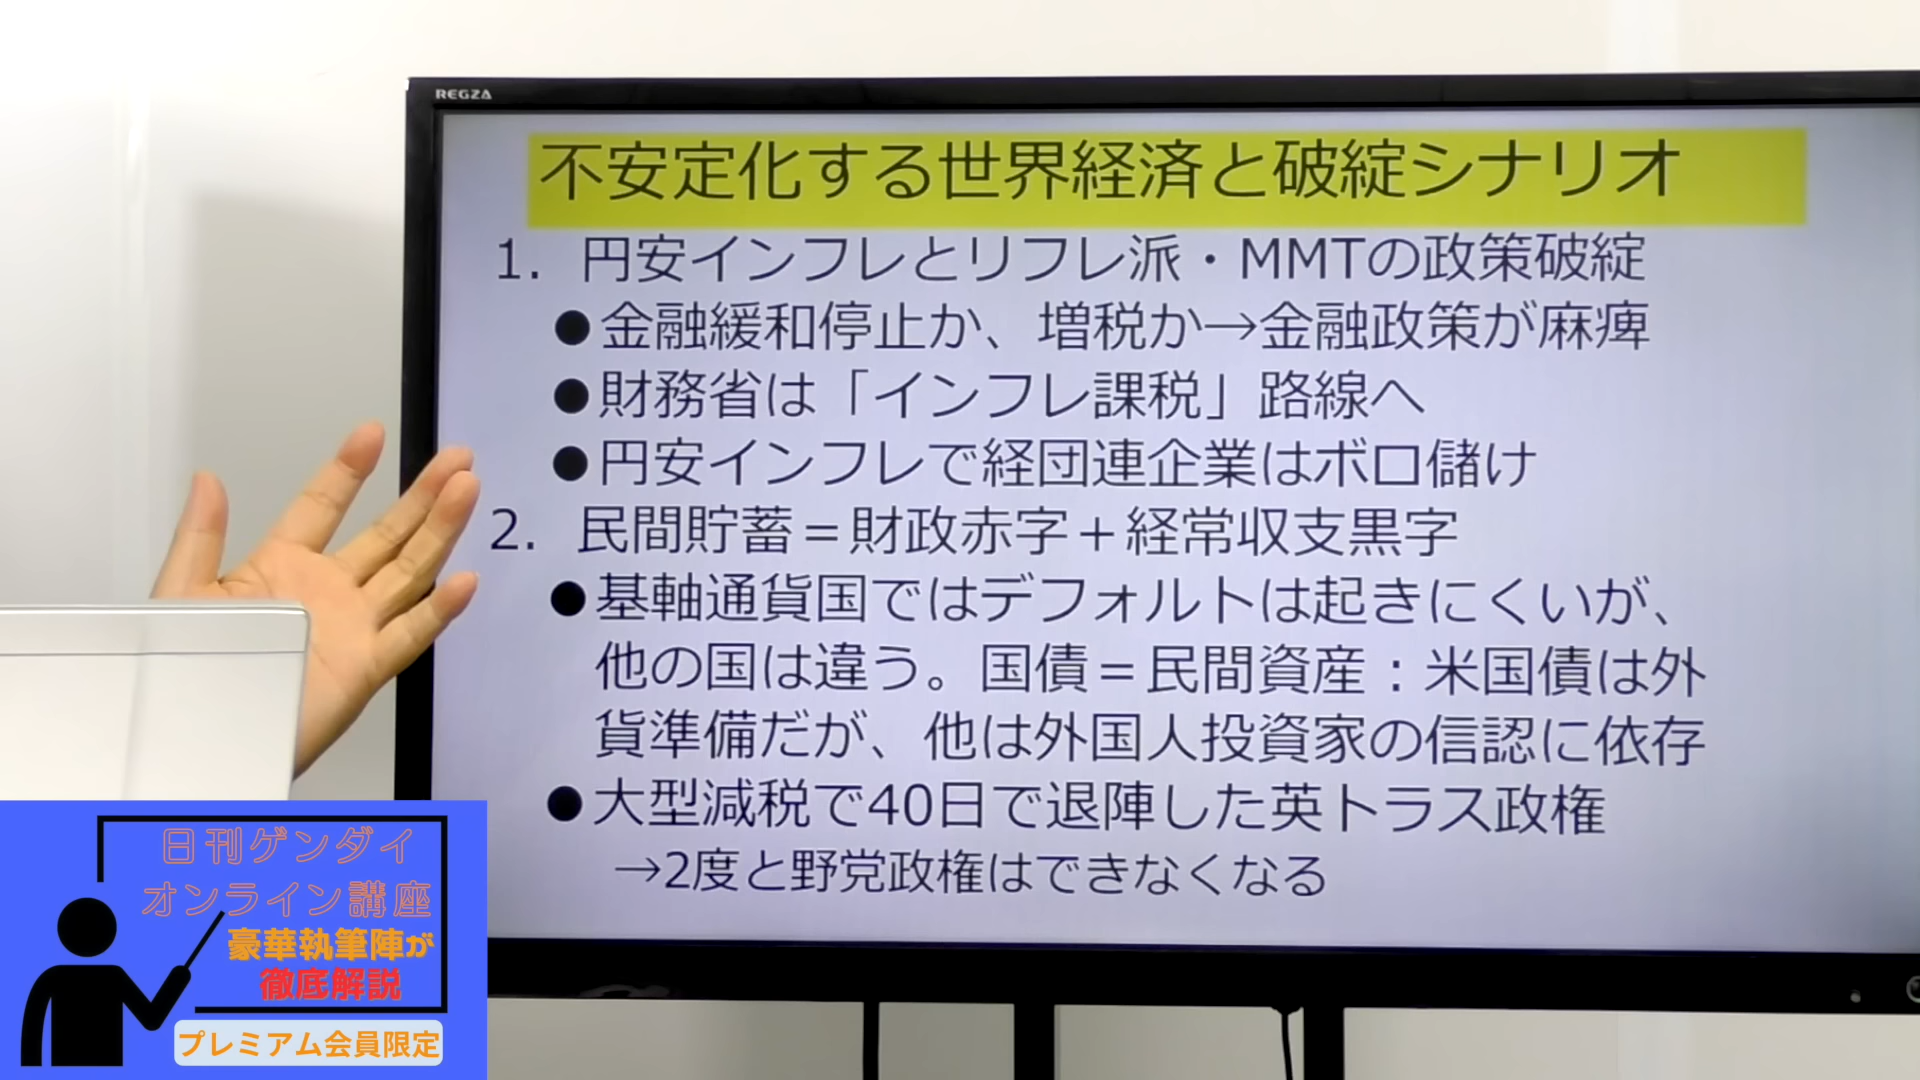 REGZA
不安定化する世界経済と破綻シナリオ
1. 円安インフレとリフレ派・MMTの政策破綻
●金融緩和停止か、増税か→金融政策が麻痺
●財務省は「インフレ課税」路線へ
●円安インフレで経団連企業はボロ儲け
2. 民間貯蓄＝財政赤字＋経常収支黒字
●基軸通貨国ではデフォルトは起きにくいが、
他の国は違う。国債＝民間資産：米国債は外
貨準備だが、他は外国人投資家の信認に依存
●大型減税で40日で退陣した英トラス政権
→2度と野党政権はできなくなる
日刊ゲンダイ
オンライン講座
豪華執筆陣が
徹底解説
プレミアム会員限定